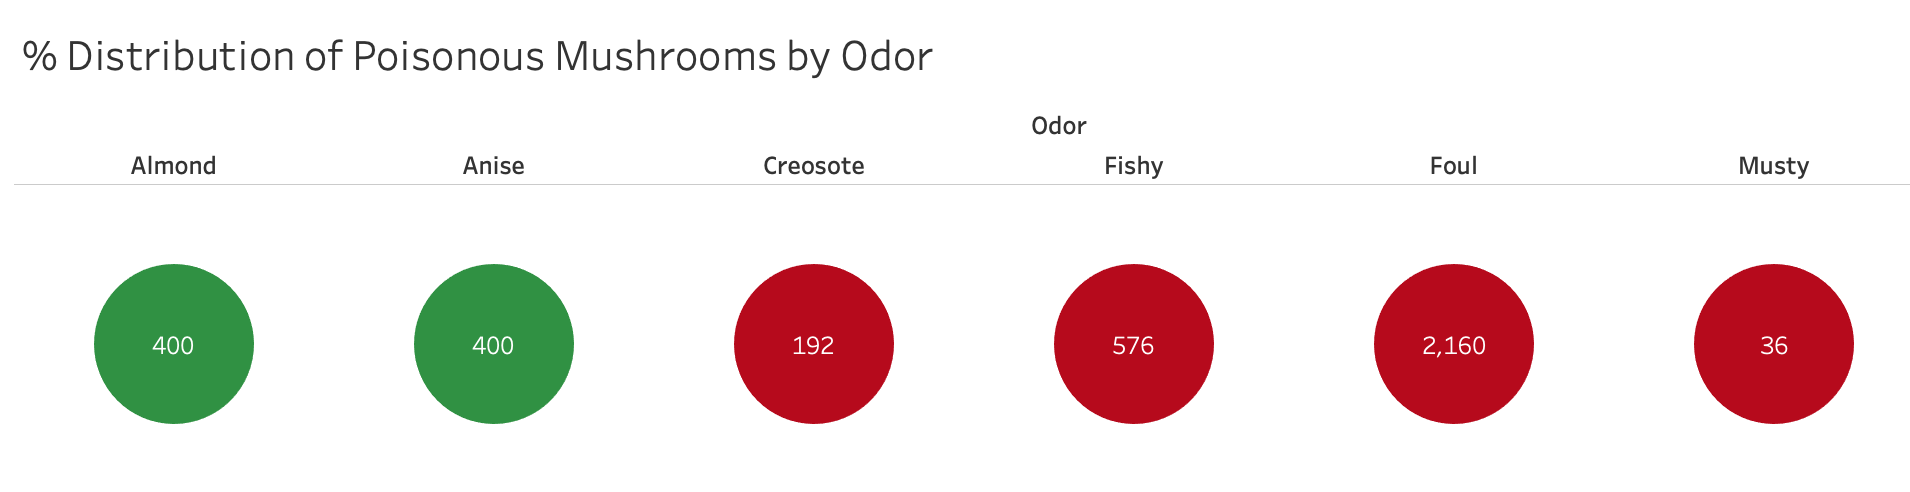 % Distribution of Poisonous Mushrooms by Odor
Odor
Almond Anise Creosote Fishy Foul Musty
400 400 192 576 2,160 36